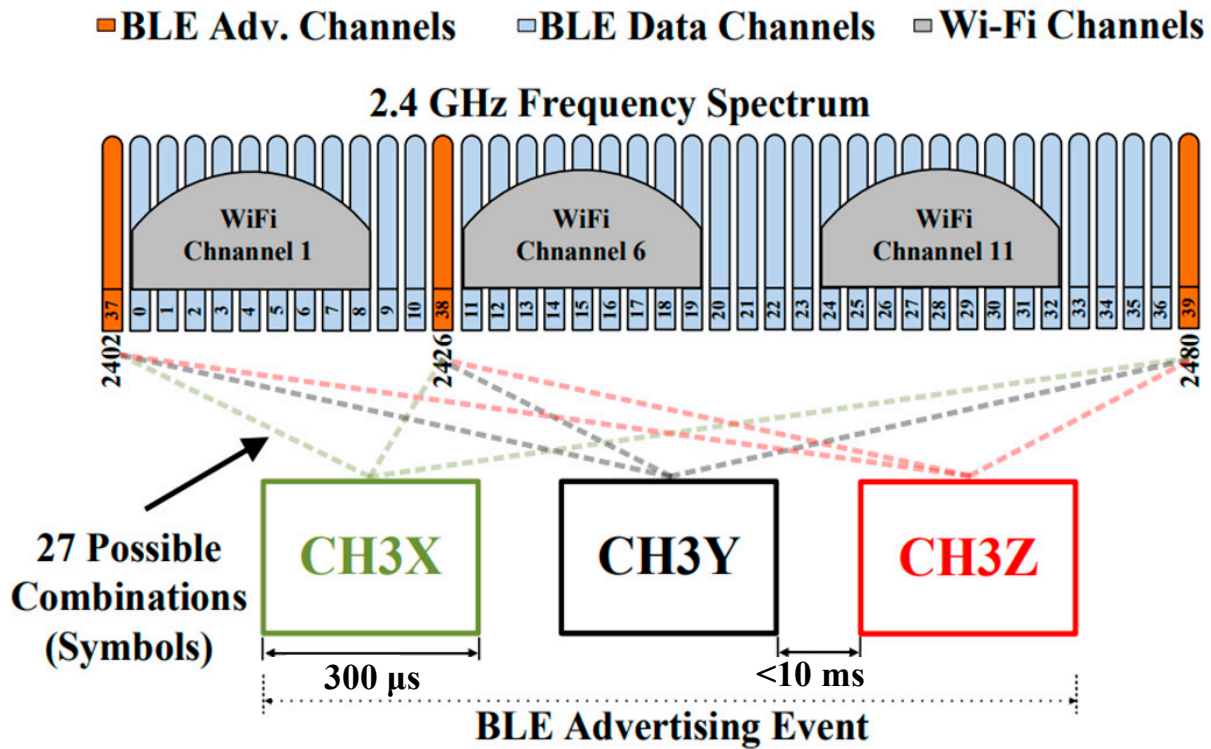 BLE Adv. Channels BLE Data Channels Wi-Fi Channels
2.4 GHz Frequency Spectrum
WiFi
Chnannel 1
WiFi
Channel 6
WiFi
Channel 11
37 0 1 2 3 4 5 6 7 8 9 10 38 11 12 13 14 15 16 17 18 19 20 21 22 23 24 25 26 27 28 29 30 31 32 33 34 35 36 39
2402 2426 2480
27 Possible
Combinations
(Symbols)
CH3X CH3Y CH3Z
300 µs <10 ms
BLE Advertising Event